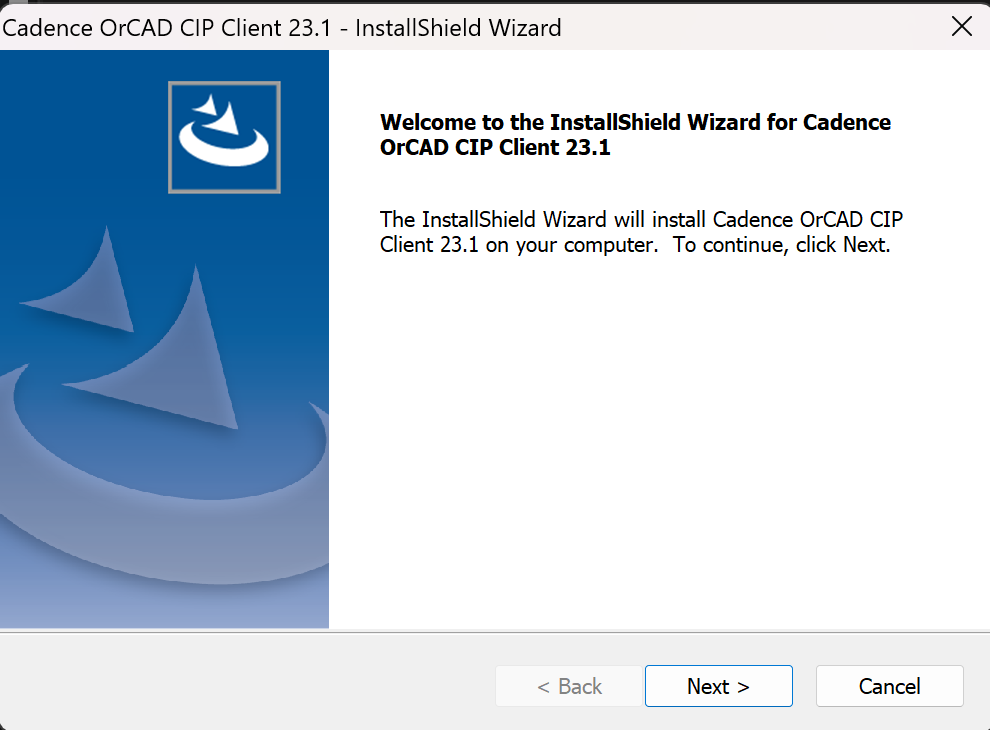 Cadence OrCAD CIP Client 23.1 - InstallShield Wizard
Welcome to the InstallShield Wizard for Cadence
OrCAD CIP Client 23.1
The InstallShield Wizard will install Cadence OrCAD CIP
Client 23.1 on your computer.  To continue, click Next.
< Back
Next >
Cancel